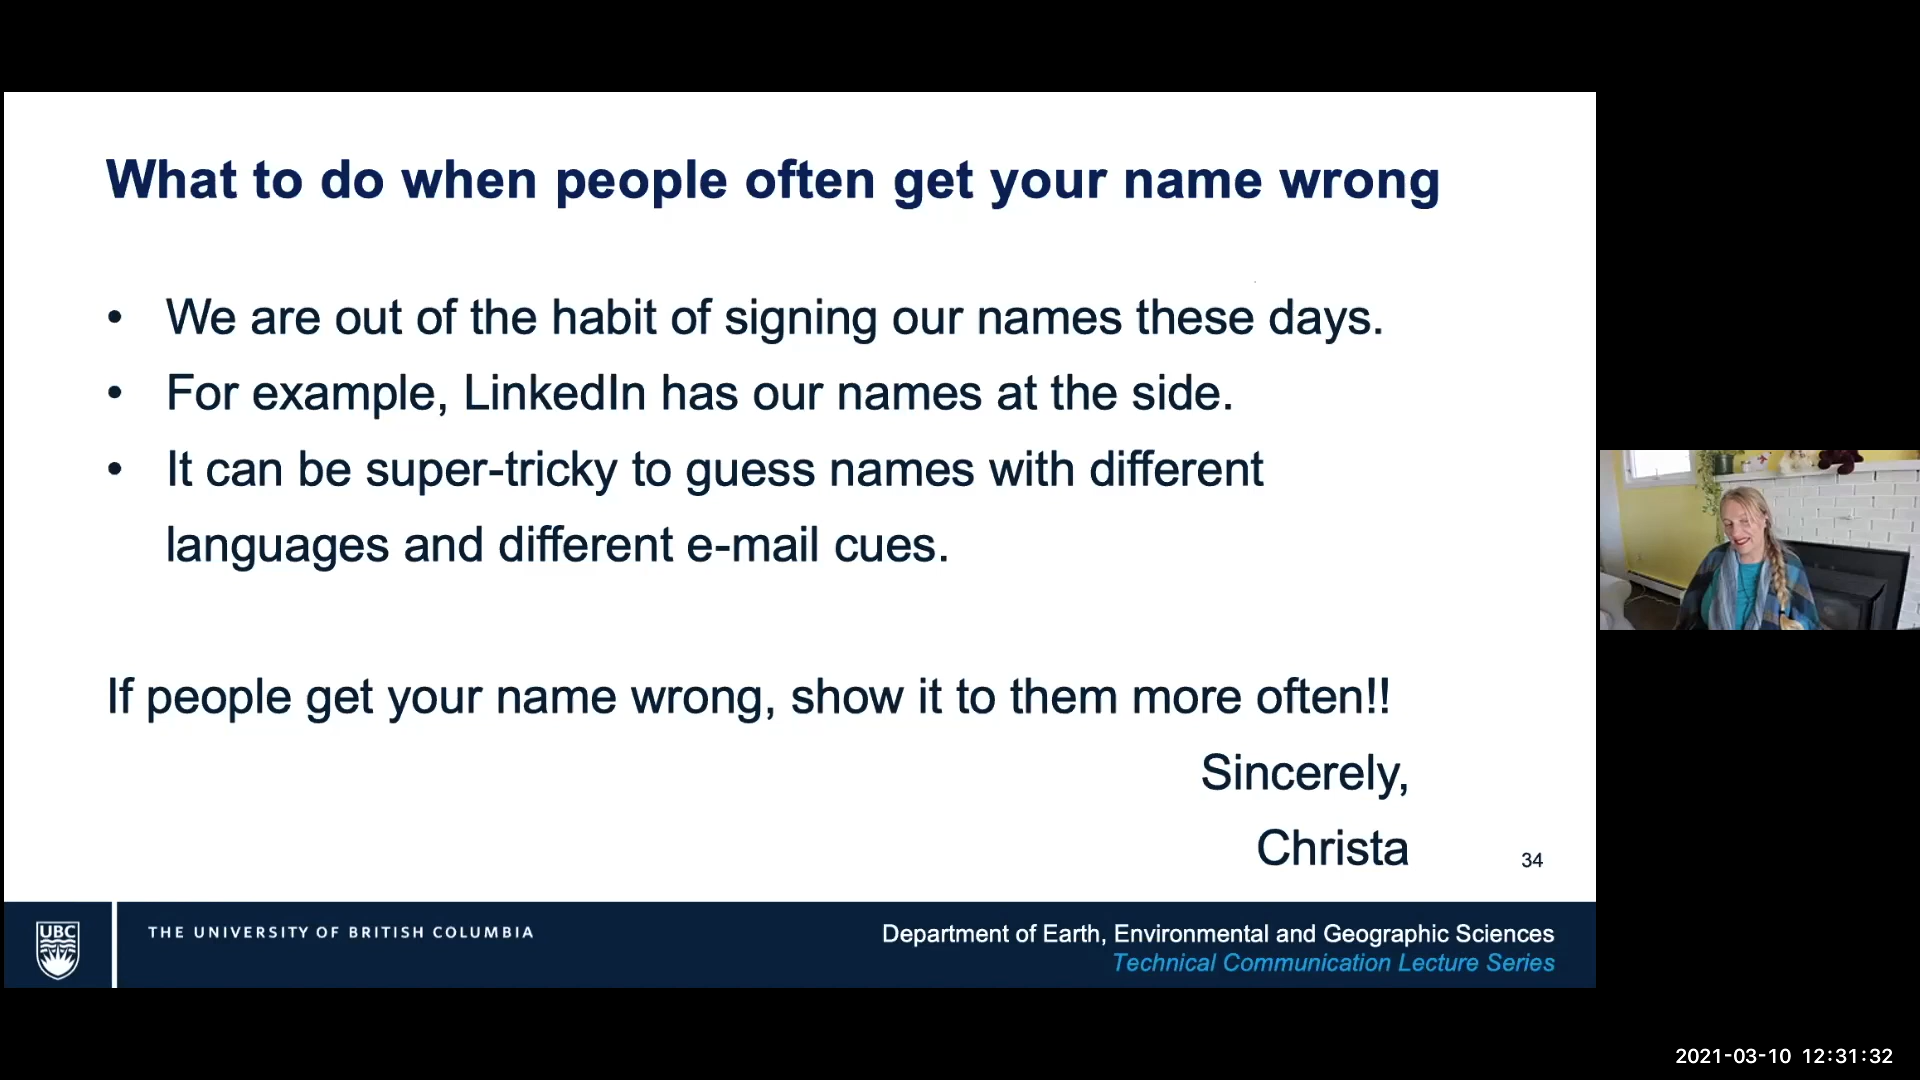 What to do when people often get your name wrong
• We are out of the habit of signing our names these days.
• For example, LinkedIn has our names at the side.
• It can be super-tricky to guess names with different
languages and different e-mail cues.
If people get your name wrong, show it to them more often!!
Sincerely,
Christa
34
UBC
THE UNIVERSITY OF BRITISH COLUMBIA
Department of Earth, Environmental and Geographic Sciences
Technical Communication Lecture Series
2021-03-10 12:31:32